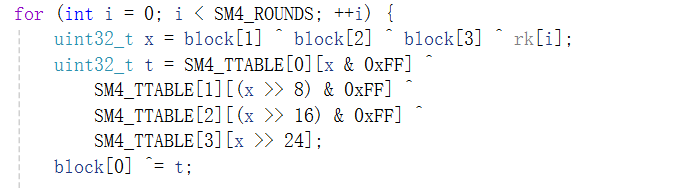 for (int i = 0; i < SM4_ROUNDS; ++i) {
uint32_t x = block[1] ^ block[2] ^ block[3] ^ rk[i];
uint32_t t = SM4_TTABLE[0][x & 0xFF] ^
SM4_TTABLE[1][(x >> 8) & 0xFF] ^
SM4_TTABLE[2][(x >> 16) & 0xFF] ^
SM4_TTABLE[3][x >> 24];
block[0] ^= t;